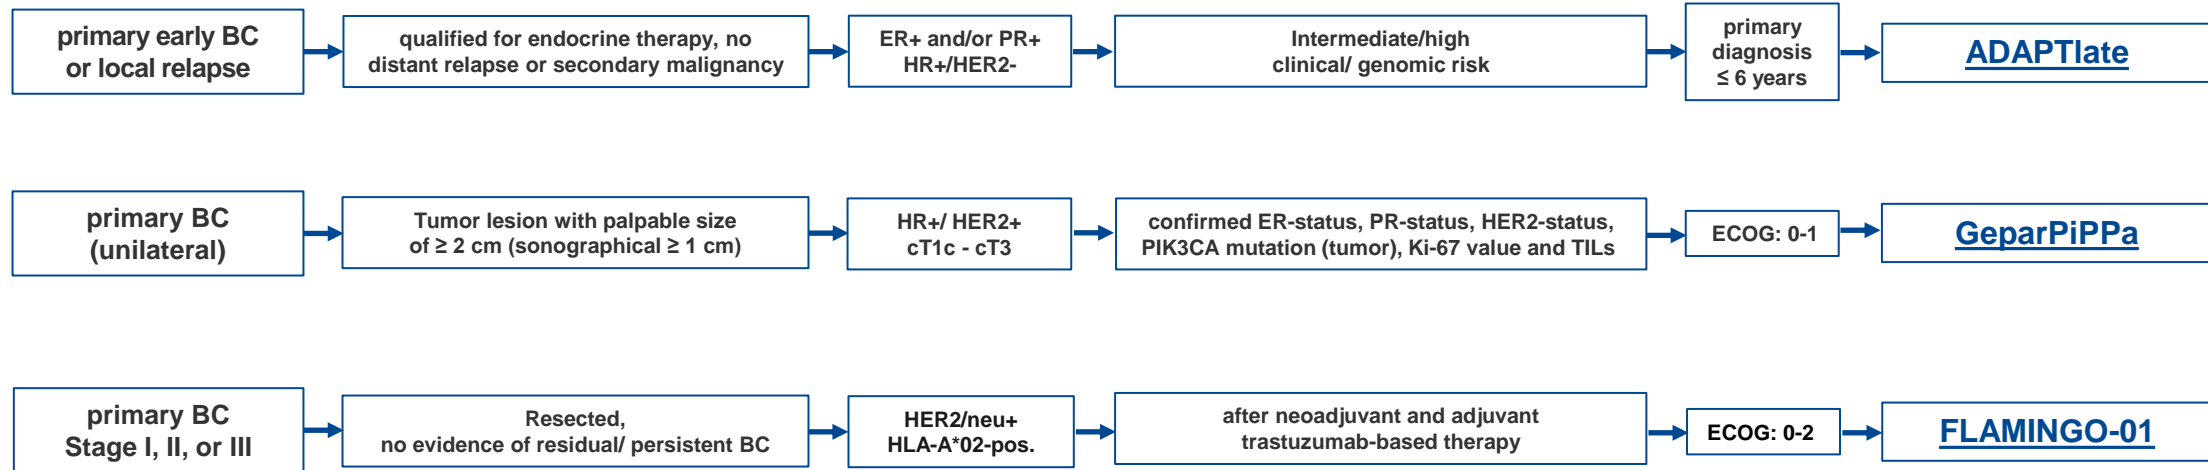 primary early BC
or local relapse
qualified for endocrine therapy, no
distant relapse or secondary malignancy
ER+ and/or PR+
HR+/HER2-
Intermediate/high
clinical/ genomic risk
primary
diagnosis
≤ 6 years
ADAPTlate
primary BC
(unilateral)
Tumor lesion with palpable size
of ≥ 2 cm (sonographical ≥ 1 cm)
HR+/ HER2+
cT1c - cT3
confirmed ER-status, PR-status, HER2-status,
PIK3CA mutation (tumor), Ki-67 value and TILs
ECOG: 0-1
GeparPiPPa
primary BC
Stage I, II, or III
Resected,
no evidence of residual/ persistent BC
HER2/neu+
HLA-A*02-pos.
after neoadjuvant and adjuvant
trastuzumab-based therapy
ECOG: 0-2
FLAMINGO-01